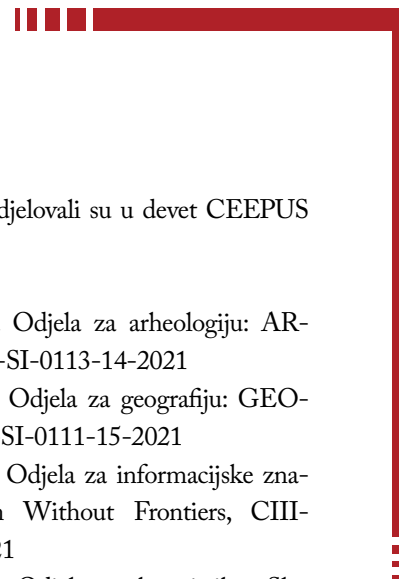 djelovali su u devet CEEPUS
Odjela za arheologiju: AR-
-SI-0113-14-2021
Odjela za geografiju: GEO-
SI-0111-15-2021
Odjela za informacijske zna-
Without Frontiers, CIII-